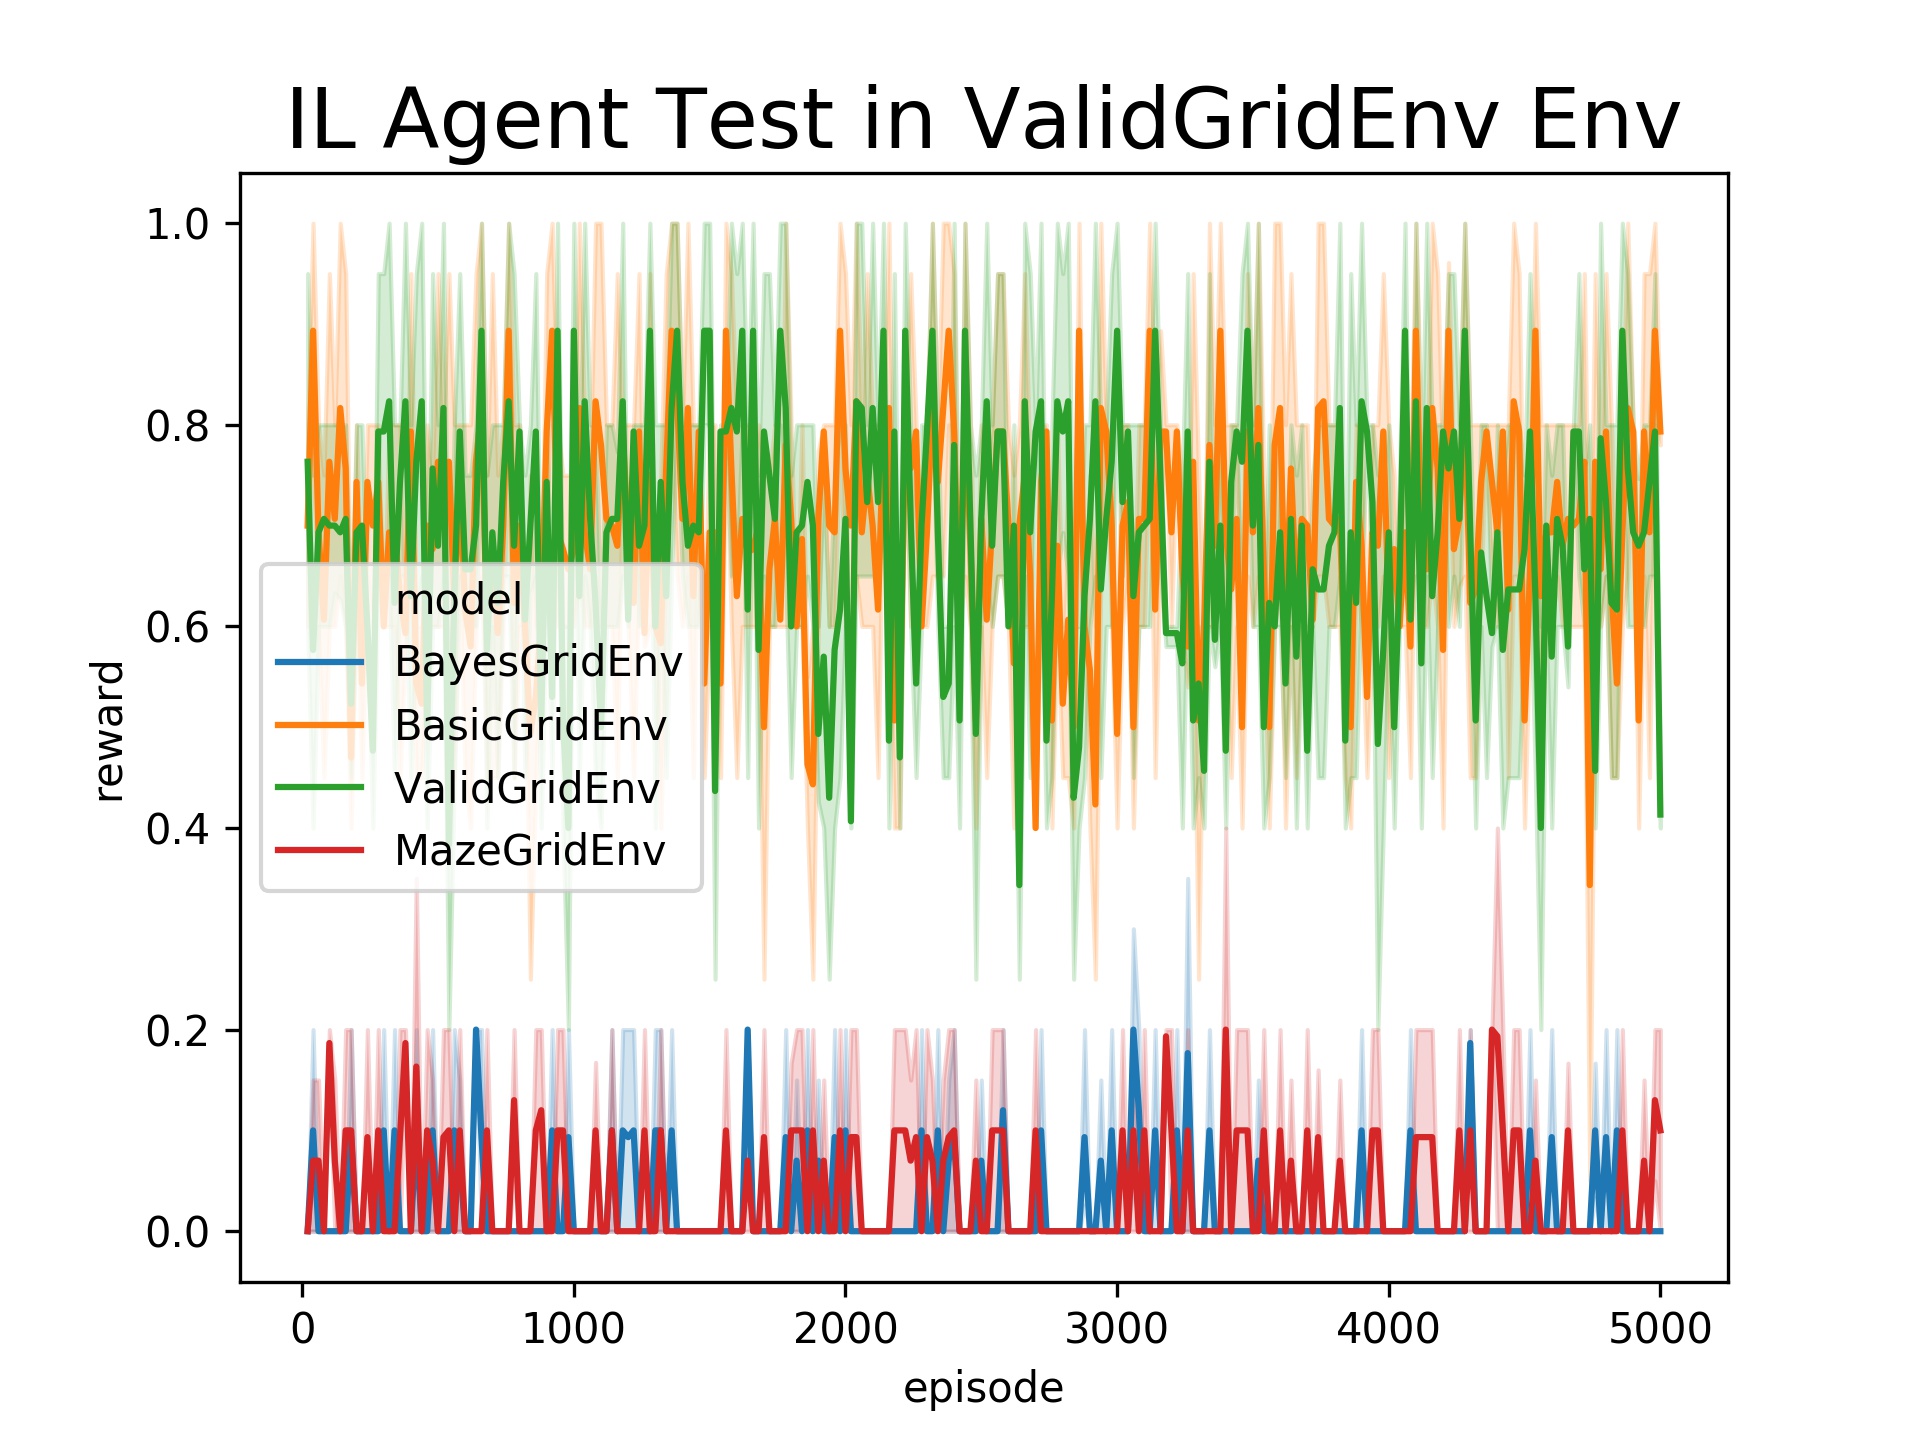 IL Agent Test in ValidGridEnv Env
1.0
0.8
0.6
0.4
0.2
0.0
reward
model
BayesGridEnv
BasicGridEnv
ValidGridEnv
MazeGridEnv
0 1000 2000 3000 4000 5000
episode